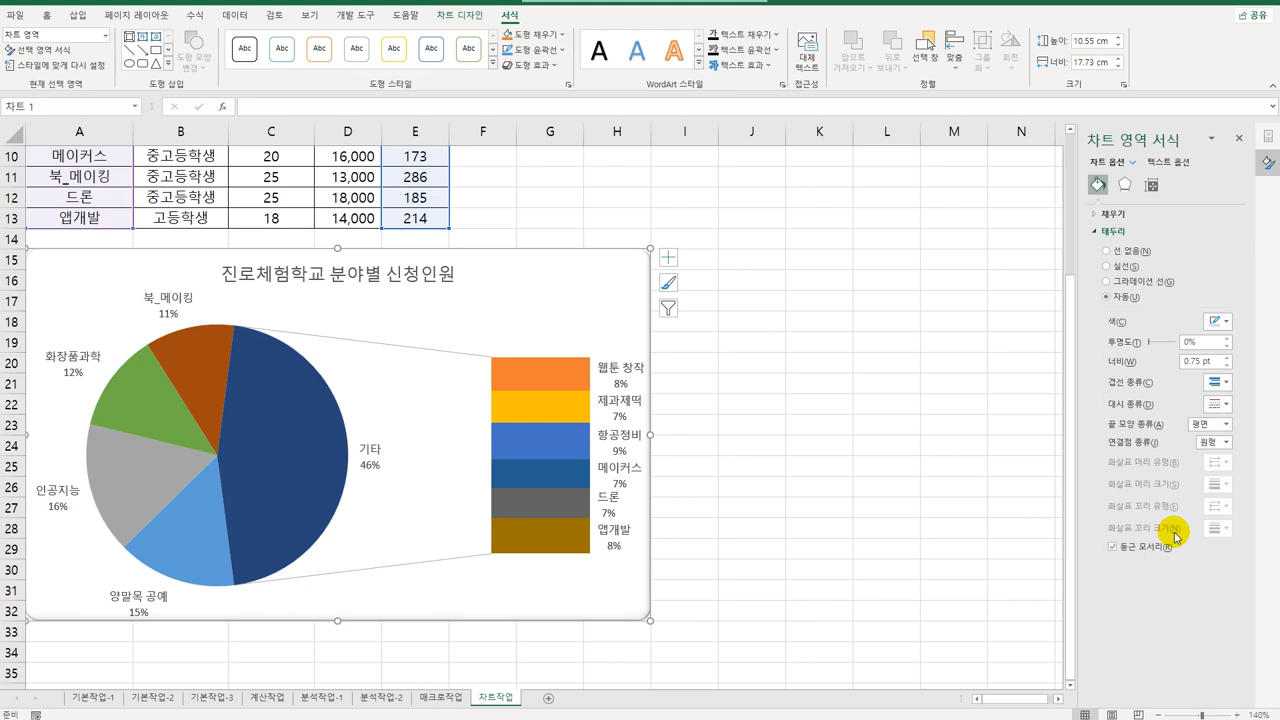 파일 홈 삽입 페이지 레이아웃 수식 데이터 검토 보기 개발 도구 도움말 차트 디자인 서식 공유
차트 영역
선택 영역 서식
스타일에 맞게 다시 설정
현재 선택 영역
도형 모양
변경
도형 삽입
Abc Abc Abc Abc Abc Abc Abc
도형 채우기
도형 윤곽선
도형 효과
도형 스타일
A A A
텍스트 채우기
텍스트 윤곽선
텍스트 효과
WordArt 스타일
대체
텍스트
접근성
앞으로
가져오기
뒤로
보내기
선택 창
맞춤
그룹
화
회전
정렬
높이: 10.55 cm
너비: 17.73 cm
크기
차트 1
fx
A B C D E F G H I J K L M N
10 메이커스 중고등학생 20 16,000 173
11 북_메이킹 중고등학생 25 13,000 286
12 드론 중고등학생 25 18,000 185
13 앱개발 고등학생 18 14,000 214
14
15
16
17
18
19
20
21
22
23
24
25
26
27
28
29
30
31
32
33
34
35
진로체험학교 분야별 신청인원
북_메이킹
11%
화장품과학
12%
인공지능
16%
양말목 공예
15%
기타
46%
웹툰 창작
8%
제과제떡
7%
항공정비
9%
메이커스
7%
드론
7%
앱개발
8%
차트 영역 서식
차트 옵션 텍스트 옵션
채우기
테두리
선 없음(N)
실선(S)
그라데이션 선(G)
자동(U)
색(C)
투명도(T) 0%
너비(W) 0.75 pt
겹선 종류(C)
대시 종류(D)
끝 모양 종류(A) 평면
연결점 종류(J) 원형
화살표 머리 유형(B)
화살표 머리 크기(S)
화살표 꼬리 유형(E)
화살표 꼬리 크기(N)
둥근 모서리(R)
기본작업-1 기본작업-2 기본작업-3 계산작업 분석작업-1 분석작업-2 매크로작업 차트작업
준비
140%